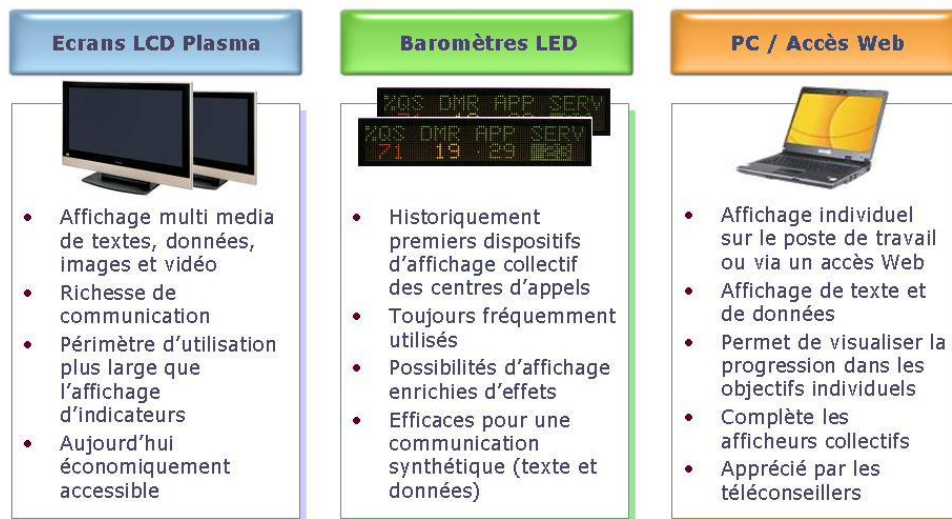 Ecrans LCD Plasma
Affichage multi media
de textes, données,
images et vidéo
Richesse de
communication
Périmètre d'utilisation
plus large que
l'affichage
d'indicateurs
Aujourd'hui
économiquement
accessible
Baromètres LED
%QS DMR APP SERV
%QS DMR APP SERV
71 19 29
Historiquement
premiers dispositifs
d'affichage collectif
des centres d'appels
Toujours fréquemment
utilisés
Possibilités d'affichage
enrichies d'effets
Efficaces pour une
communication
synthétique (texte et
données)
PC / Accès Web
Affichage individuel
sur le poste de travail
ou via un accès Web
Affichage de texte et
de données
Permet de visualiser la
progression dans les
objectifs individuels
Complète les
afficheurs collectifs
Apprécié par les
téléconseillers